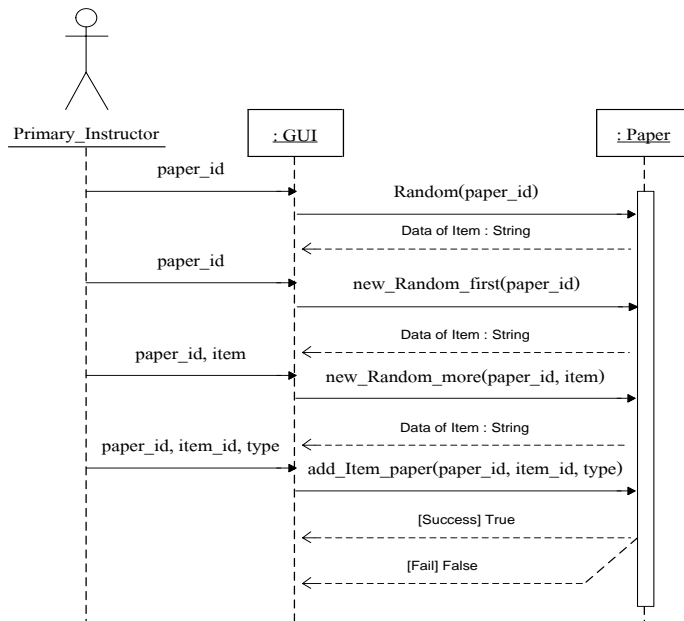 Primary_Instructor
: GUI
: Paper
paper_id
Random(paper_id)
Data of Item : String
paper_id
new_Random_first(paper_id)
Data of Item : String
paper_id, item
new_Random_more(paper_id, item)
Data of Item : String
paper_id, item_id, type
add_Item_paper(paper_id, item_id, type)
[Success] True
[Fail] False